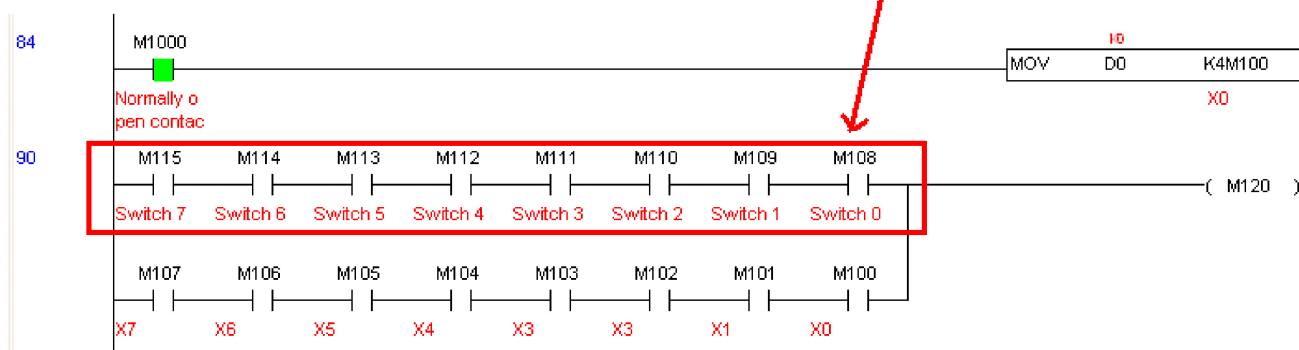 84
M1000
MOV D0 K4M100
Normally o
pen contac
X0
90
M115 M114 M113 M112 M111 M110 M109 M108
( M120 )
Switch 7 Switch 6 Switch 5 Switch 4 Switch 3 Switch 2 Switch 1 Switch 0
M107 M106 M105 M104 M103 M102 M101 M100
X7 X6 X5 X4 X3 X3 X1 X0